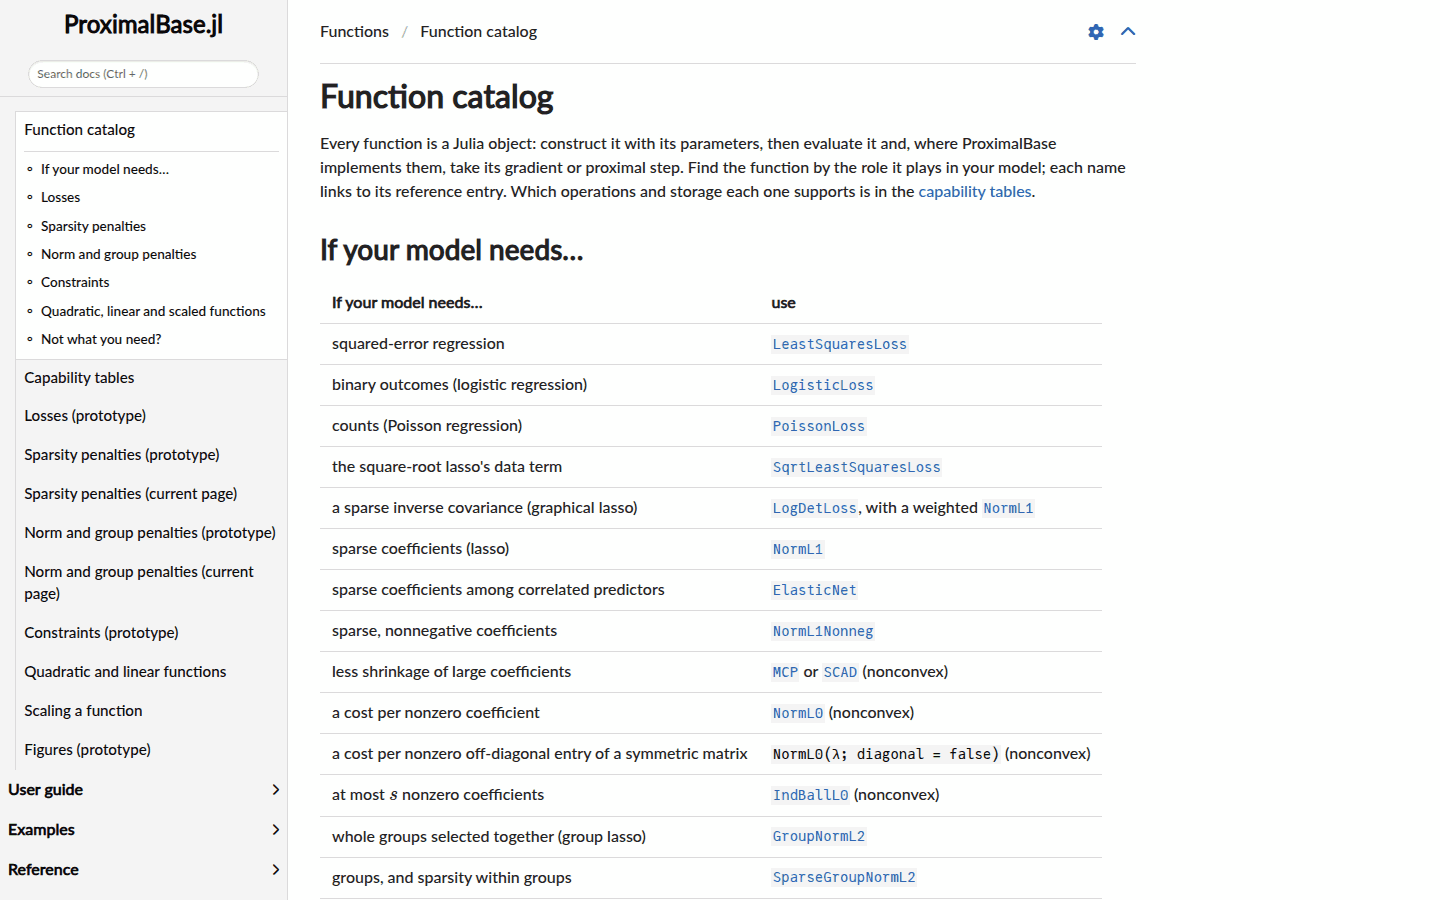 ProximalBase.jl
Search docs (Ctrl + /)
Function catalog
If your model needs...
Losses
Sparsity penalties
Norm and group penalties
Constraints
Quadratic, linear and scaled functions
Not what you need?
Capability tables
Losses (prototype)
Sparsity penalties (prototype)
Sparsity penalties (current page)
Norm and group penalties (prototype)
Norm and group penalties (current
page)
Constraints (prototype)
Quadratic and linear functions
Scaling a function
Figures (prototype)
User guide
Examples
Reference
Functions / Function catalog
Function catalog
Every function is a Julia object: construct it with its parameters, then evaluate it and, where ProximalBase
implements them, take its gradient or proximal step. Find the function by the role it plays in your model; each name
links to its reference entry. Which operations and storage each one supports is in the capability tables.
If your model needs...
If your model needs... use
squared-error regression LeastSquaresLoss
binary outcomes (logistic regression) LogisticLoss
counts (Poisson regression) PoissonLoss
the square-root lasso's data term SqrtLeastSquaresLoss
a sparse inverse covariance (graphical lasso) LogDetLoss, with a weighted NormL1
sparse coefficients (lasso) NormL1
sparse coefficients among correlated predictors ElasticNet
sparse, nonnegative coefficients NormL1Nonneg
less shrinkage of large coefficients MCP or SCAD (nonconvex)
a cost per nonzero coefficient NormL0 (nonconvex)
a cost per nonzero off-diagonal entry of a symmetric matrix NormL0(λ; diagonal = false) (nonconvex)
at most s nonzero coefficients IndBallL0 (nonconvex)
whole groups selected together (group lasso) GroupNormL2
groups, and sparsity within groups SparseGroupNormL2